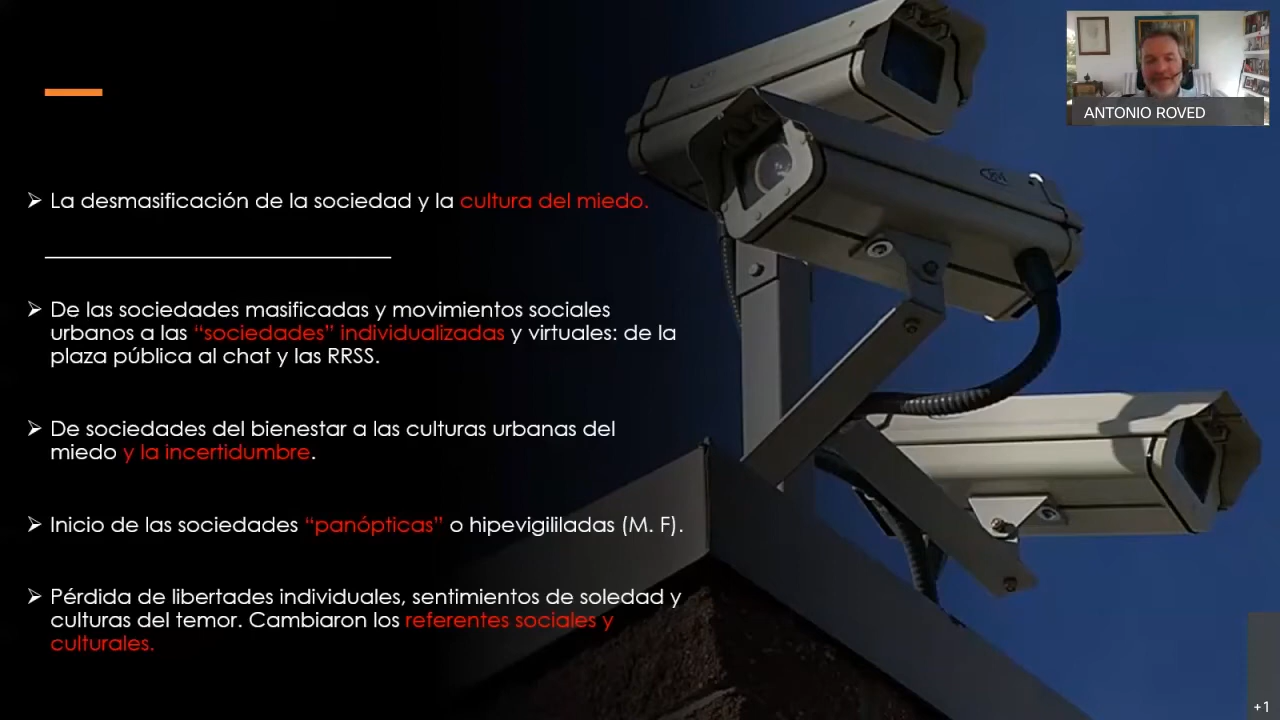 ANTONIO ROVED
➢ La desmasificación de la sociedad y la cultura del miedo.
➢ De las sociedades masificadas y movimientos sociales
urbanos a las “sociedades” individualizadas y virtuales: de la
plaza pública al chat y las RRSS.
➢ De sociedades del bienestar a las culturas urbanas del
miedo y la incertidumbre.
➢ Inicio de las sociedades “panópticas” o hipevigililadas (M. F).
➢ Pérdida de libertades individuales, sentimientos de soledad y
culturas del temor. Cambiaron los referentes sociales y
culturales.
+1